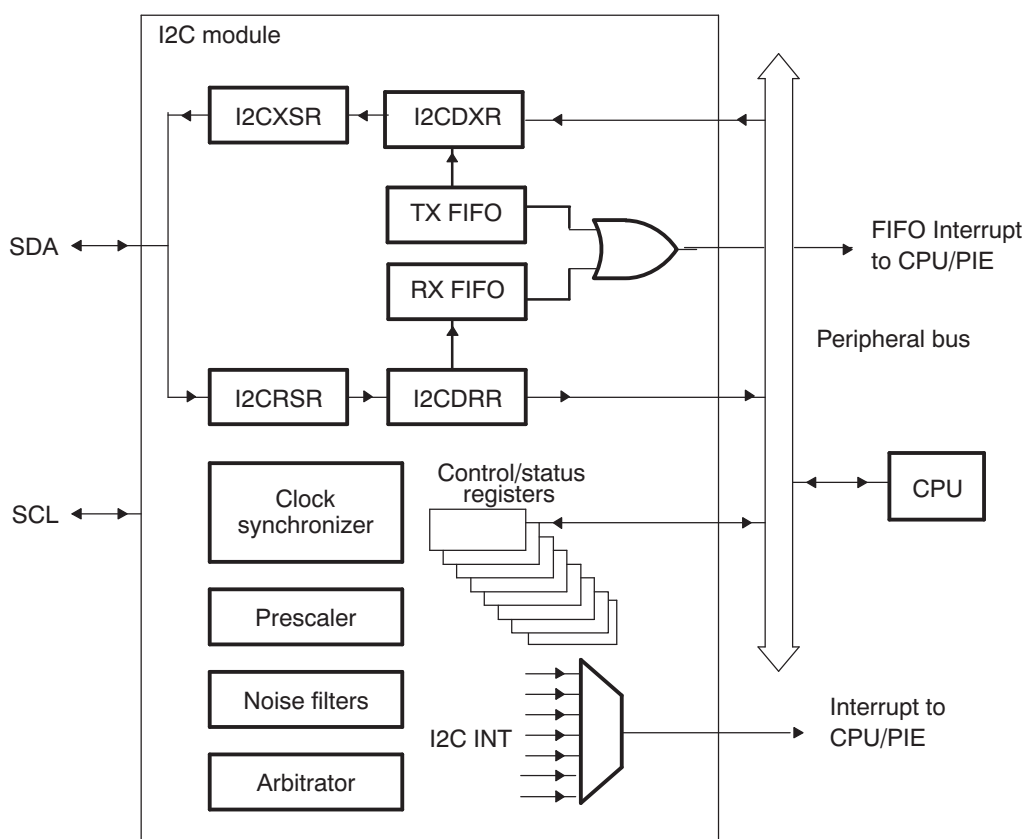 I2C module
I2CXSR
I2CDXR
TX FIFO
RX FIFO
SDA
FIFO Interrupt
to CPU/PIE
Peripheral bus
I2CRSR
I2CDRR
Control/status
registers
Clock
synchronizer
SCL
CPU
Prescaler
Noise filters
I2C INT
Interrupt to
CPU/PIE
Arbitrator